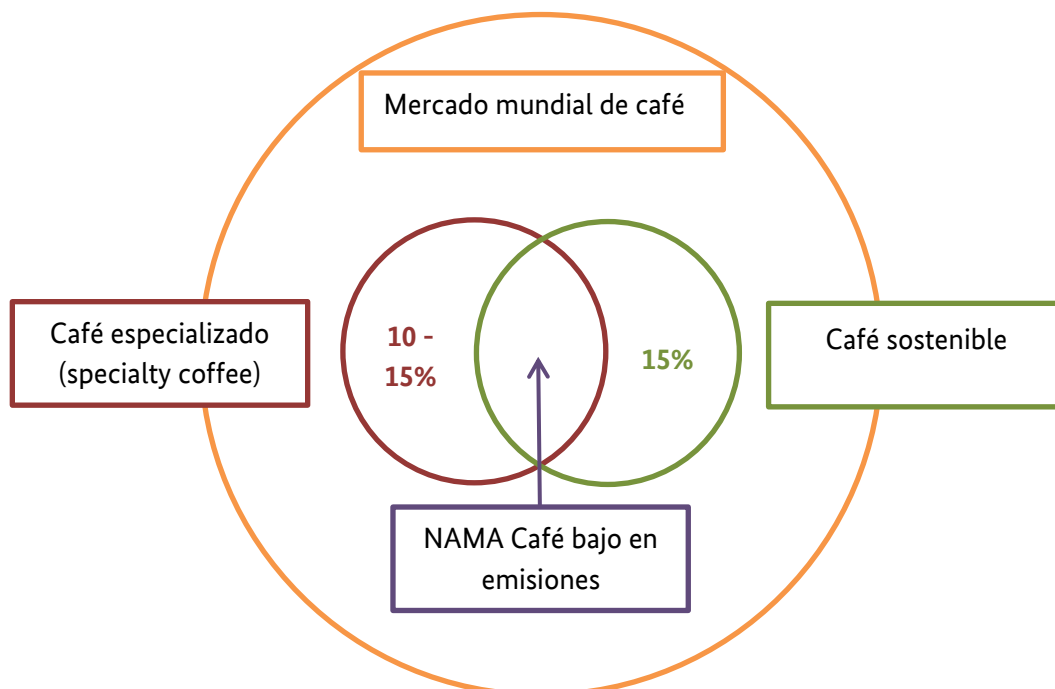 Mercado mundial de café
Café especializado
(specialty coffee)
10 -
15%
15%
Café sostenible
NAMA Café bajo en
emisiones